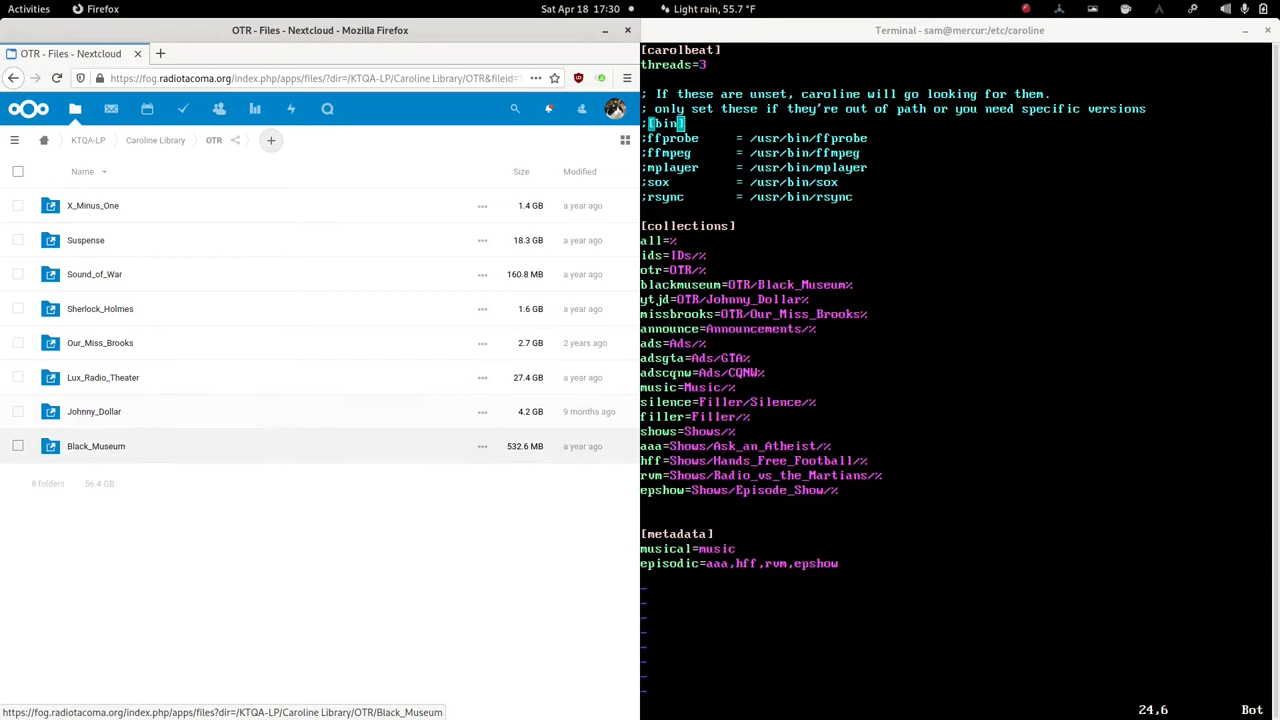 Activities
Firefox
Sat Apr 18 17:30
Light rain, 55.7 °F
OTR - Files - Nextcloud - Mozilla Firefox
OTR - Files - Nextcloud
https://fog.radiotacoma.org/index.php/apps/files/?dir=/KTQA-LP/Caroline Library/OTR&fileid=
KTQA-LP
Caroline Library
OTR
Name
Size
Modified
X_Minus_One 1.4 GB a year ago
Suspense 18.3 GB a year ago
Sound_of_War 160.8 MB a year ago
Sherlock_Holmes 1.6 GB a year ago
Our_Miss_Brooks 2.7 GB 2 years ago
Lux_Radio_Theater 27.4 GB a year ago
Johnny_Dollar 4.2 GB 9 months ago
Black_Museum 532.6 MB a year ago
8 folders 56.4 GB
https://fog.radiotacoma.org/index.php/apps/files?dir=/KTQA-LP/Caroline Library/OTR/Black_Museum
Terminal - sam@mercur:/etc/caroline
[carolbeat]
threads=3
; If these are unset, caroline will go looking for them.
; only set these if they're out of path or you need specific versions
;[bin]
;ffprobe = /usr/bin/ffprobe
;ffmpeg = /usr/bin/ffmpeg
;mplayer = /usr/bin/mplayer
;sox = /usr/bin/sox
;rsync = /usr/bin/rsync
[collections]
all=%
ids=IDs/%
otr=OTR/%
blackmuseum=OTR/Black_Museum%
ytjd=OTR/Johnny_Dollar%
missbrooks=OTR/Our_Miss_Brooks%
announce=Announcements/%
ads=Ads/%
adsgta=Ads/GTA%
adscqnw=Ads/CQNW%
music=Music/%
silence=Filler/Silence/%
filler=Filler/%
shows=Shows/%
aaa=Shows/Ask_an_Atheist/%
hff=Shows/Hands_Free_Football/%
rvm=Shows/Radio_vs_the_Martians/%
epshow=Shows/Episode_Show/%
[metadata]
musical=music
episodic=aaa,hff,rvm,epshow
~
~
~
~
~
~
~
~
24,6 Bot